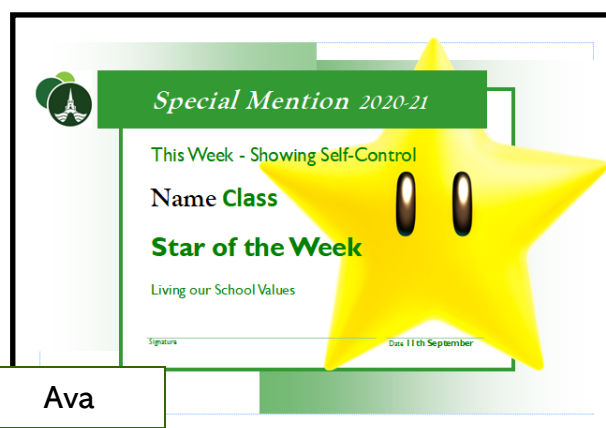 Special Mention 2020-21
This Week - Showing Self-Control
Name Class
Star of the Week
Living our School Values
Signature
Date 11th September
Ava